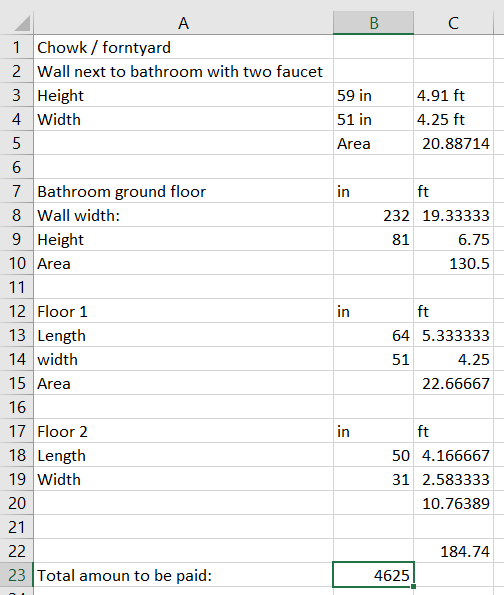 A B C
1 Chowk / forntyard
2 Wall next to bathroom with two faucet
3 Height 59 in 4.91 ft
4 Width 51 in 4.25 ft
5 Area 20.88714
6
7 Bathroom ground floor in ft
8 Wall width: 232 19.33333
9 Height 81 6.75
10 Area 130.5
11
12 Floor 1 in ft
13 Length 64 5.333333
14 width 51 4.25
15 Area 22.66667
16
17 Floor 2 in ft
18 Length 50 4.166667
19 Width 31 2.583333
20 10.76389
21
22 184.74
23 Total amoun to be paid: 4625